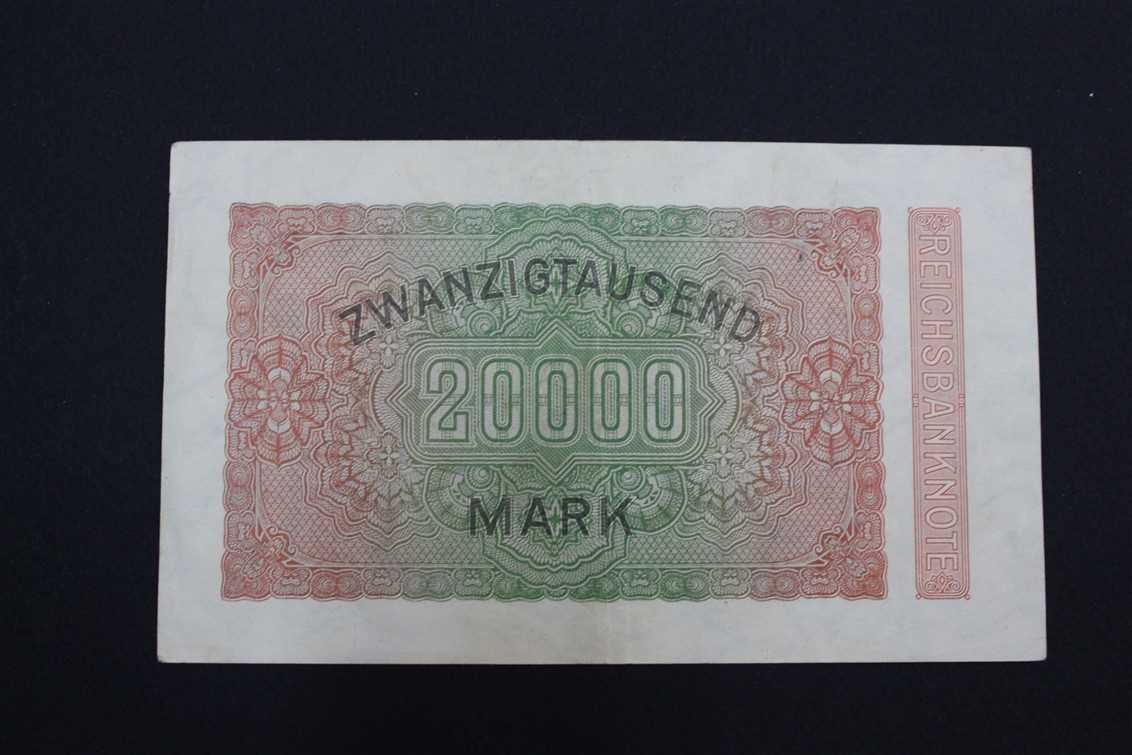 ZWANZIGTAUSEND
20000
MARK
REICHSBANKNOTE